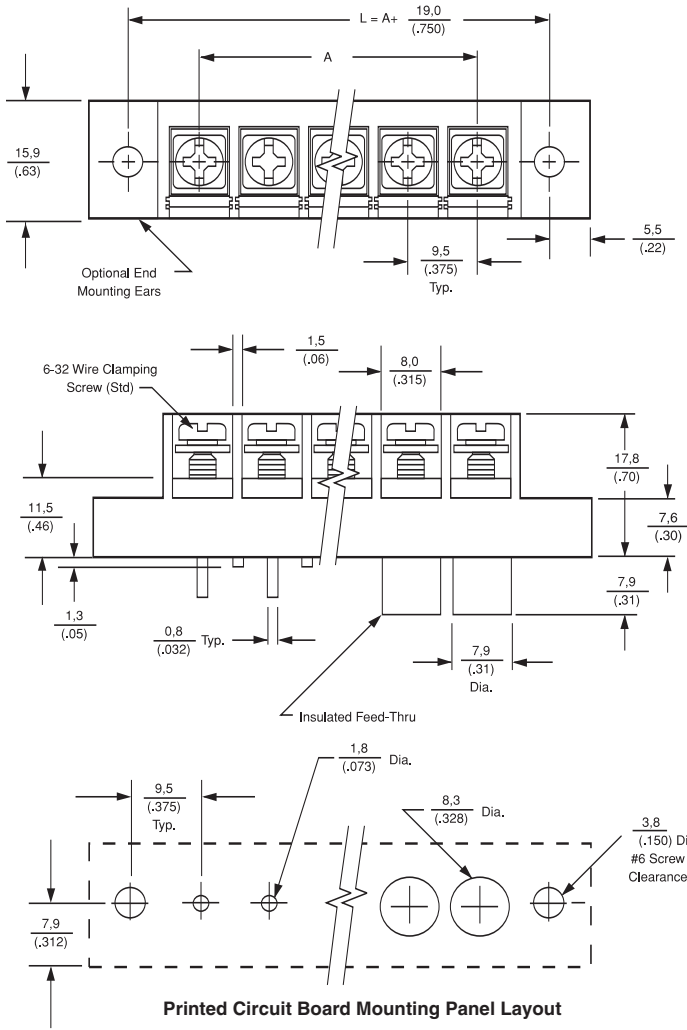 L = A+ 19,0
(.750)
A
15,9
(.63)
5,5
(.22)
9,5
(.375)
Typ.
Optional End
Mounting Ears
1,5
(.06)
8,0
(.315)
6-32 Wire Clamping
Screw (Std)
17,8
(.70)
11,5
(.46)
7,6
(.30)
7,9
(.31)
1,3
(.05)
0,8
(.032)
Typ.
7,9
(.31)
Dia.
Insulated Feed-Thru
1,8
(.073)
Dia.
9,5
(.375)
Typ.
8,3
(.328)
Dia.
3,8
(.150) Di
#6 Screw
Clearance
7,9
(.312)
Printed Circuit Board Mounting Panel Layout